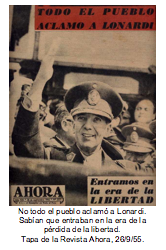 TODO EL PUEBLO
ACLAMO A LONARDI
AHORA
Entramos en
la era de la
LIBERTAD
No todo el pueblo aclamó a Lonardi.
Sabían que entraban en la era de la
pérdida de la libertad.
Tapa de la Revista Ahora, 26/9/55.